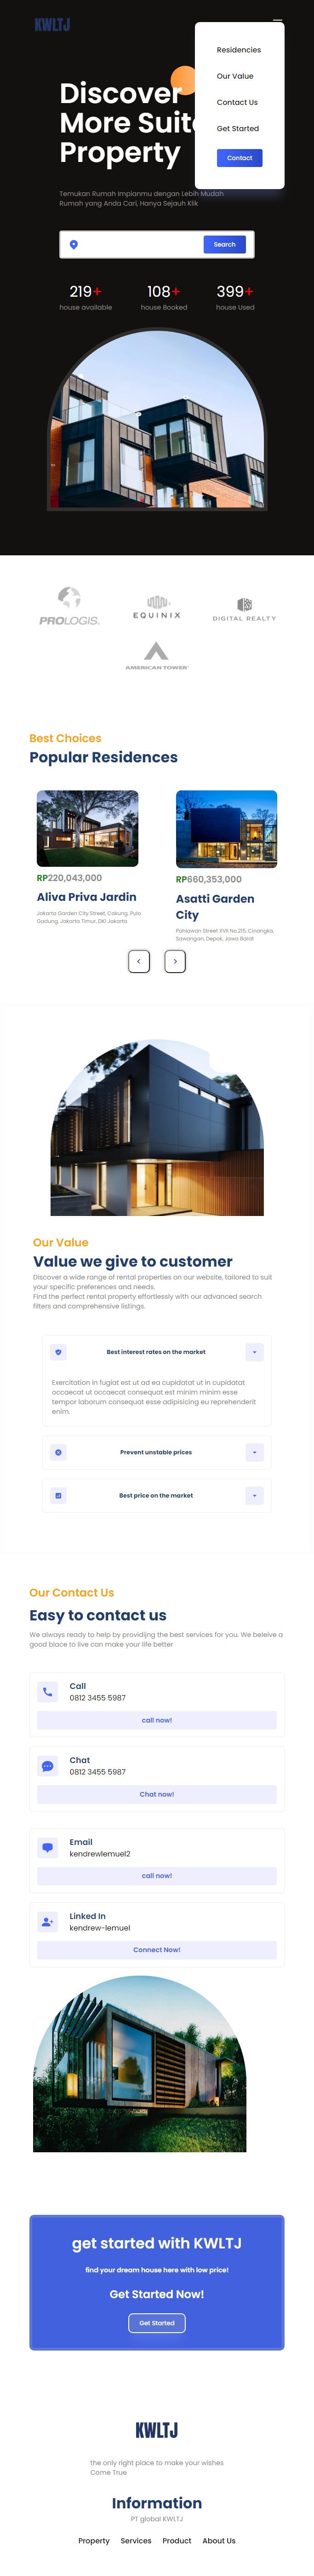 KWLTJ
Residencies
Our Value
Contact Us
Get Started
Contact
Discover
More Suit
Property
Temukan Rumah Impianmu dengan Lebih Mudah
Rumah yang Anda Cari, Hanya Sejauh Klik
Search
219+
house available
108+
house Booked
399+
house Used
PROLOGIS.
EQUINIX
DIGITAL REALTY
AMERICAN TOWER
Best Choices
Popular Residences
RP220,043,000
Aliva Priva Jardin
Jakarta Garden City Street, Cakung. Pulo
Gadung, Jakarta Timur, DKI Jakarta
RP660,353,000
Asatti Garden
City
Pahlawan Street XVII No.215, Cinangka,
Sawangan, Depok, Jawa Barat
Our Value
Value we give to customer
Discover a wide range of rental properties on our website, tailored to suit
your specific preferences and needs.
Find the perfect rental property effortlessly with our advanced search
filters and comprehensive listings.
Best interest rates on the market
Exercitation in fugiat est ut ad ea cupidatat ut in cupidatat
occaecat ut occaecat consequat est minim minim esse
tempor laborum consequat esse adipisicing eu reprehenderit
enim.
Prevent unstable prices
Best price on the market
Our Contact Us
Easy to contact us
We always ready to help by providijng the best services for you. We beleive a
good blace to live can make your life better
Call
0812 3455 5987
call now!
Chat
0812 3455 5987
Chat now!
Email
kendrewlemuel2
call now!
Linked In
kendrew-lemuel
Connect Now!
get started with KWLTJ
find your dream house here with low price!
Get Started Now!
Get Started
KWLTJ
the only right place to make your wishes
Come True
Information
PT global KWLTJ
Property Services Product About Us